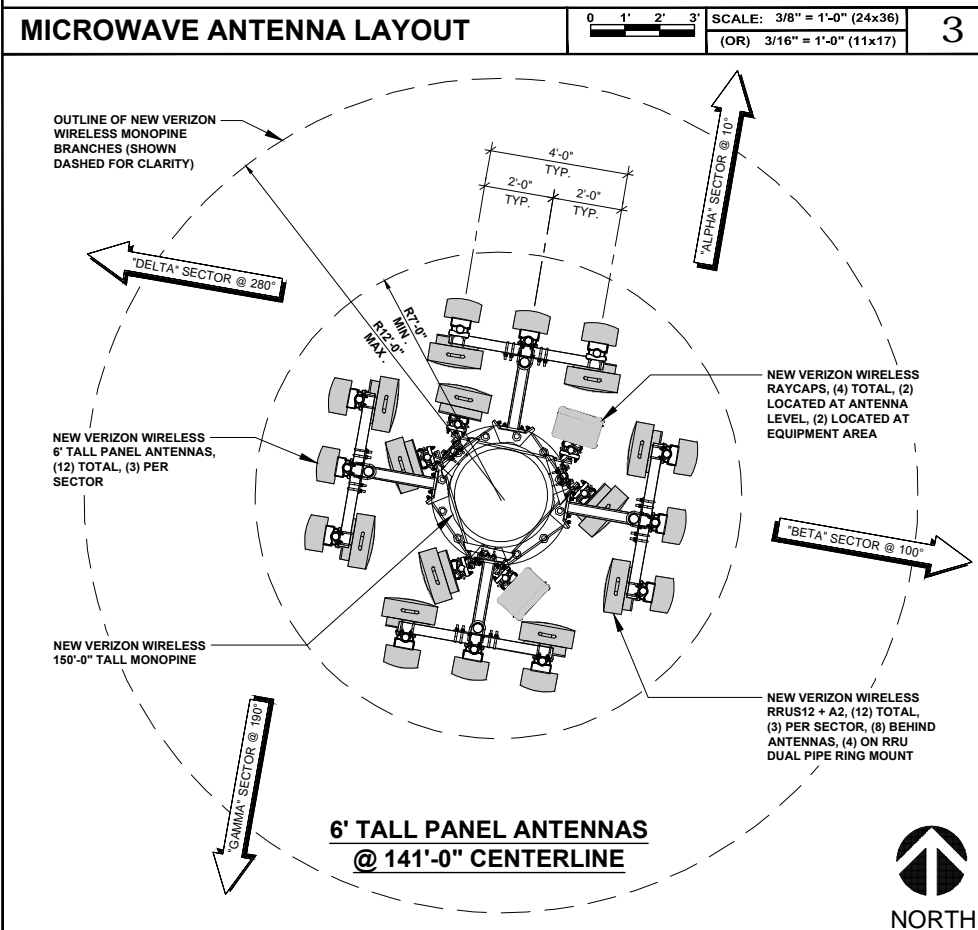 MICROWAVE ANTENNA LAYOUT
0 1' 2' 3'
SCALE: 3/8" = 1'-0" (24x36)
(OR) 3/16" = 1'-0" (11x17)
3
OUTLINE OF NEW VERIZON
WIRELESS MONOPINE
BRANCHES (SHOWN
DASHED FOR CLARITY)
4'-0"
TYP.
2'-0"
TYP.
2'-0"
TYP.
"ALPHA" SECTOR @ 10°
"DELTA" SECTOR @ 280°
R7'-0"
MIN.
R12'-0"
MAX.
NEW VERIZON WIRELESS
RAYCAPS, (4) TOTAL, (2)
LOCATED AT ANTENNA
LEVEL, (2) LOCATED AT
EQUIPMENT AREA
NEW VERIZON WIRELESS
6' TALL PANEL ANTENNAS,
(12) TOTAL, (3) PER
SECTOR
"BETA" SECTOR @ 100°
NEW VERIZON WIRELESS
150'-0" TALL MONOPINE
NEW VERIZON WIRELESS
RRUS12 + A2, (12) TOTAL,
(3) PER SECTOR, (8) BEHIND
ANTENNAS, (4) ON RRU
DUAL PIPE RING MOUNT
"GAMMA" SECTOR @ 190°
6' TALL PANEL ANTENNAS
@ 141'-0" CENTERLINE
NORTH